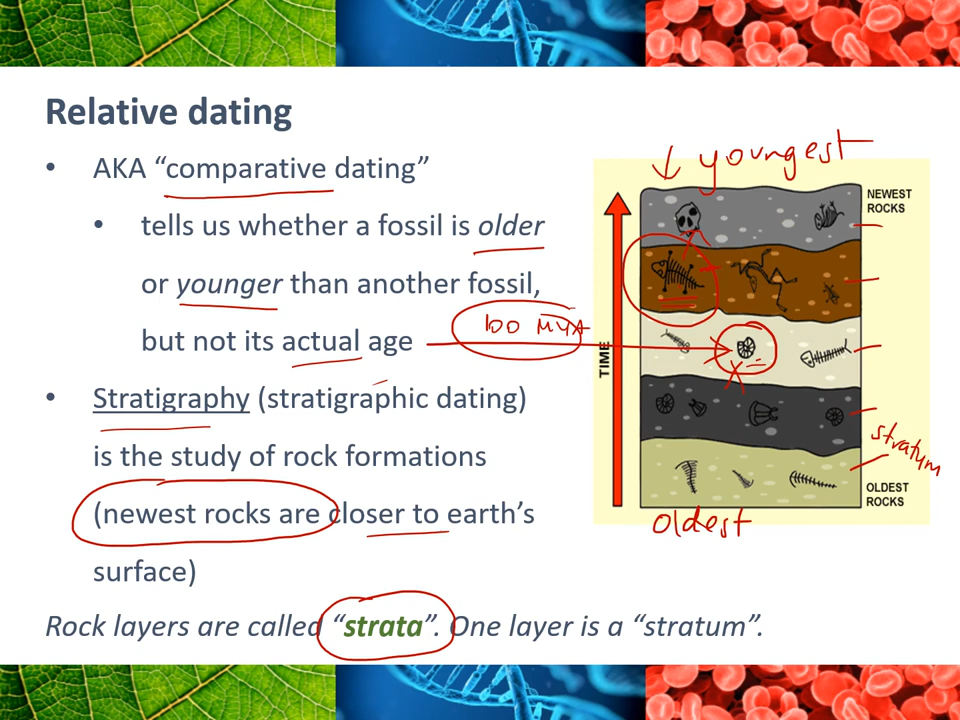 Relative dating
• AKA “comparative dating”
• tells us whether a fossil is older
or younger than another fossil,
but not its actual age
100 MYA
• Stratigraphy (stratigraphic dating)
is the study of rock formations
(newest rocks are closer to earth’s
surface)
Rock layers are called “strata”. One layer is a “stratum”.
↓ youngest
NEWEST
ROCKS
TIME
stratum
OLDEST
ROCKS
oldest